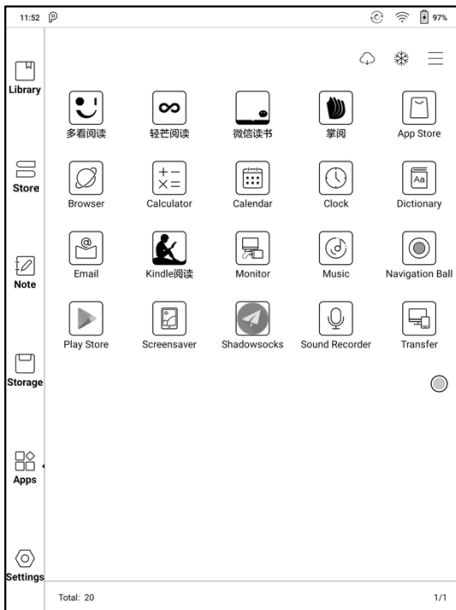 11:52 97%
Library
多看阅读 轻芒阅读 微信读书 掌阅 App Store
Store
Browser Calculator Calendar Clock Dictionary
Aa
Note
@
Email Kindle阅读 Monitor Music Navigation Ball
Play Store Screensaver Shadowsocks Sound Recorder Transfer
Storage
Apps
Settings
Total: 20 1/1